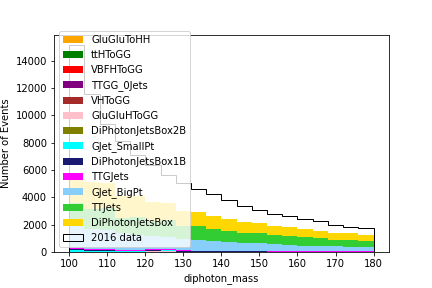 GluGluToHH
ttHToGG
VBFHToGG
TTGG_0Jets
VHToGG
GluGluHToGG
DiPhotonJetsBox2B
GJet_SmallPt
DiPhotonJetsBox1B
TTGJets
GJet_BigPt
TTJets
DiPhotonJetsBox
2016 data
Number of Events
14000
12000
10000
8000
6000
4000
2000
0
100 110 120 130 140 150 160 170 180
diphoton_mass